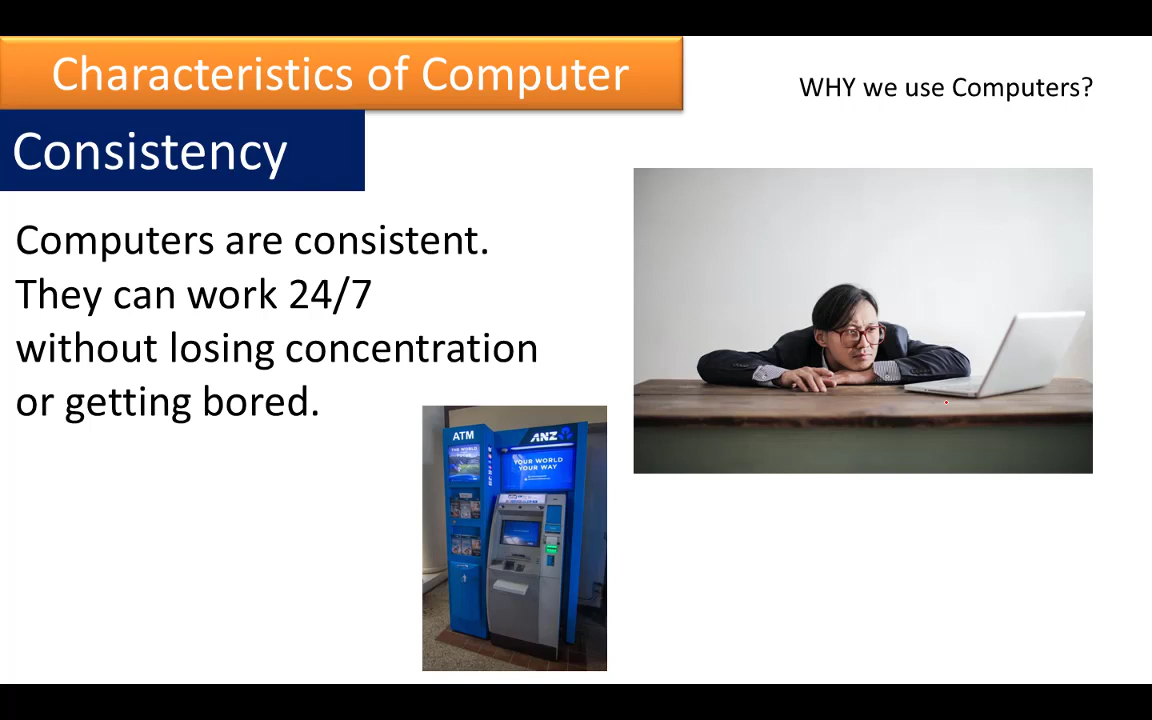 Characteristics of Computer
WHY we use Computers?
Consistency
Computers are consistent.
They can work 24/7
without losing concentration
or getting bored.
ATM
ANZ
YOUR WORLD
YOUR WAY